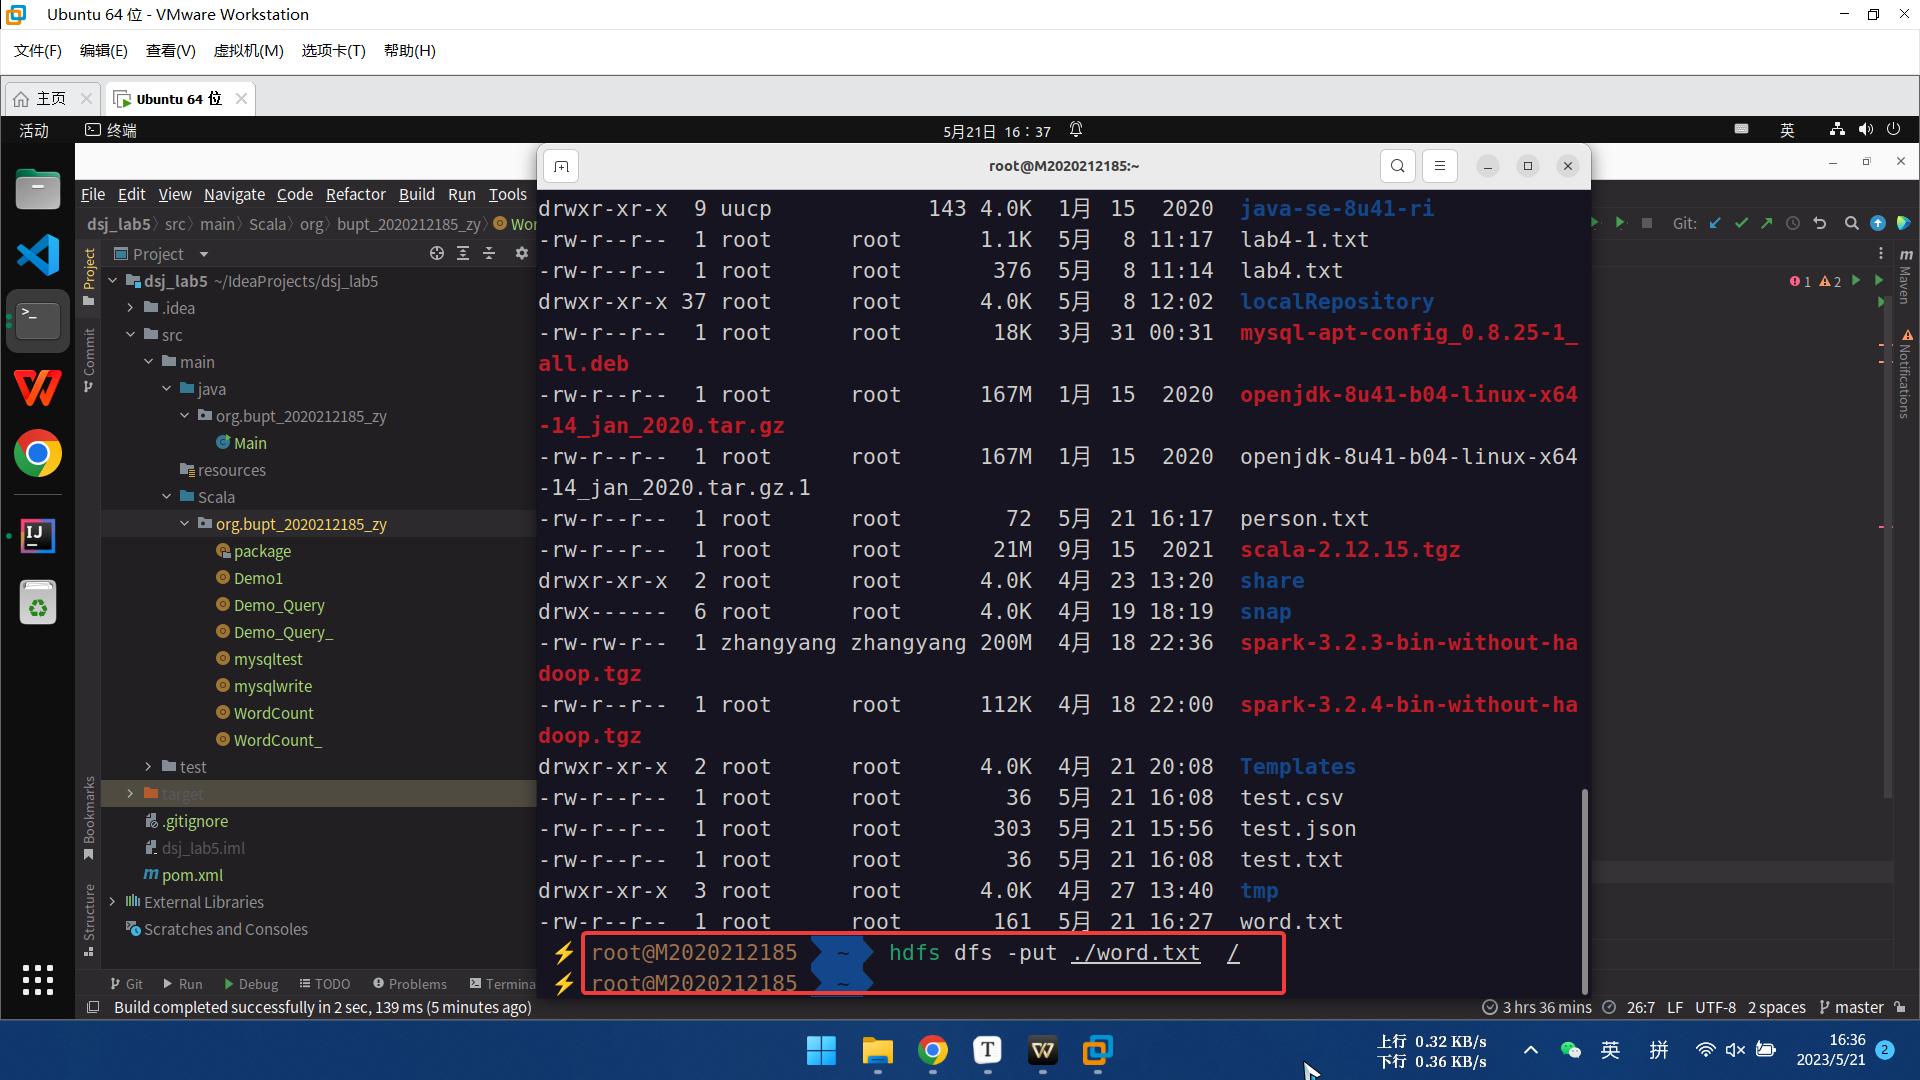 Ubuntu 64 位 - VMware Workstation
文件(F) 编辑(E) 查看(V) 虚拟机(M) 选项卡(T) 帮助(H)
主页 Ubuntu 64 位
活动 终端 5月21日 16：37 英
root@M2020212185:~
File Edit View Navigate Code Refactor Build Run Tools
dsj_lab5 src main Scala org bupt_2020212185_zy Wor
Git:
Project
Project
Commit
Bookmarks
Structure
dsj_lab5 ~/IdeaProjects/dsj_lab5
.idea
src
main
java
org.bupt_2020212185_zy
Main
resources
Scala
org.bupt_2020212185_zy
package
Demo1
Demo_Query
Demo_Query_
mysqltest
mysqlwrite
WordCount
WordCount_
test
target
.gitignore
dsj_lab5.iml
pom.xml
External Libraries
Scratches and Consoles
drwxr-xr-x 9 uucp 143 4.0K 1月 15 2020 java-se-8u41-ri
-rw-r--r-- 1 root root 1.1K 5月 8 11:17 lab4-1.txt
-rw-r--r-- 1 root root 376 5月 8 11:14 lab4.txt
drwxr-xr-x 37 root root 4.0K 5月 8 12:02 localRepository
-rw-r--r-- 1 root root 18K 3月 31 00:31 mysql-apt-config_0.8.25-1_
all.deb
-rw-r--r-- 1 root root 167M 1月 15 2020 openjdk-8u41-b04-linux-x64
-14_jan_2020.tar.gz
-rw-r--r-- 1 root root 167M 1月 15 2020 openjdk-8u41-b04-linux-x64
-14_jan_2020.tar.gz.1
-rw-r--r-- 1 root root 72 5月 21 16:17 person.txt
-rw-r--r-- 1 root root 21M 9月 15 2021 scala-2.12.15.tgz
drwxr-xr-x 2 root root 4.0K 4月 23 13:20 share
drwx------ 6 root root 4.0K 4月 19 18:19 snap
-rw-rw-r-- 1 zhangyang zhangyang 200M 4月 18 22:36 spark-3.2.3-bin-without-ha
doop.tgz
-rw-r--r-- 1 root root 112K 4月 18 22:00 spark-3.2.4-bin-without-ha
doop.tgz
drwxr-xr-x 2 root root 4.0K 4月 21 20:08 Templates
-rw-r--r-- 1 root root 36 5月 21 16:08 test.csv
-rw-r--r-- 1 root root 303 5月 21 15:56 test.json
-rw-r--r-- 1 root root 36 5月 21 16:08 test.txt
drwxr-xr-x 3 root root 4.0K 4月 27 13:40 tmp
-rw-r--r-- 1 root root 161 5月 21 16:27 word.txt
root@M2020212185 ~ hdfs dfs -put ./word.txt /
root@M2020212185 ~
1 2
m
Maven
Notifications
Git Run Debug TODO Problems Termina
Build completed successfully in 2 sec, 139 ms (5 minutes ago)
3 hrs 36 mins 26:7 LF UTF-8 2 spaces master
上行 0.32 KB/s
下行 0.36 KB/s
英 拼
16:36
2023/5/21
2